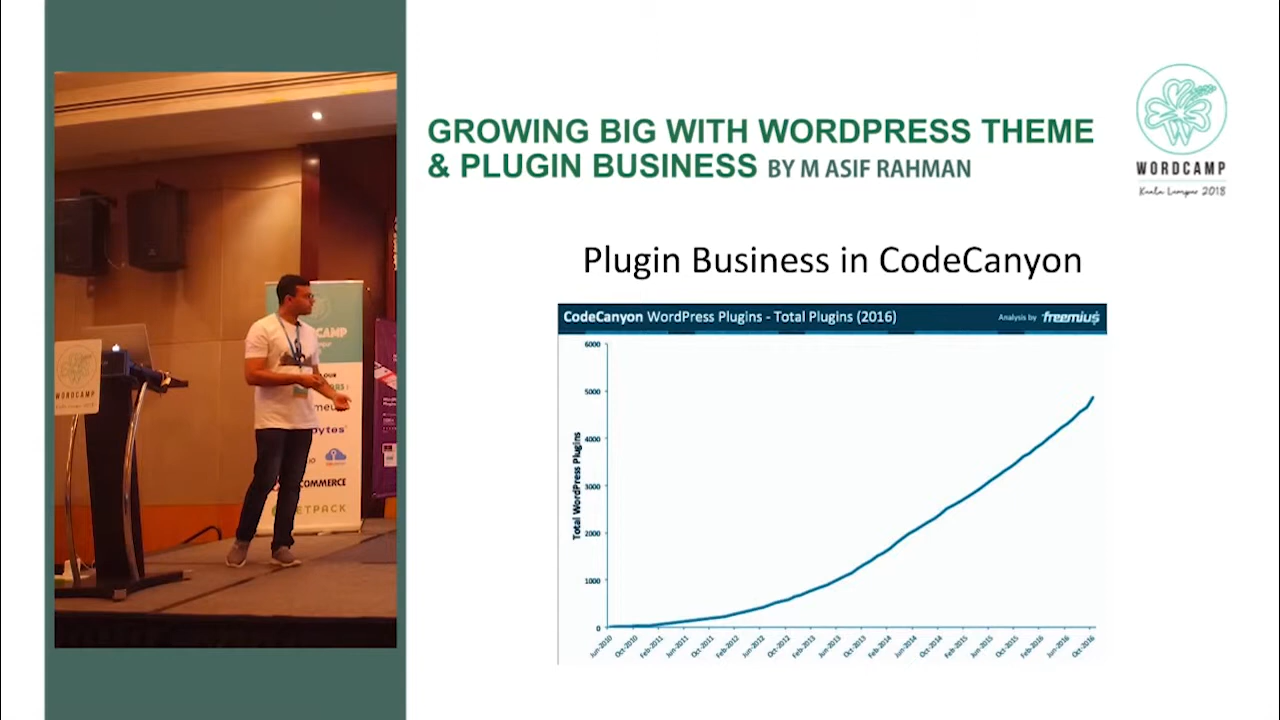 GROWING BIG WITH WORDPRESS THEME
& PLUGIN BUSINESS BY M ASIF RAHMAN
WORDCAMP
Kuala Lumpur 2018
Plugin Business in CodeCanyon
CodeCanyon WordPress Plugins - Total Plugins (2016)
Analysis by freemius
Total WordPress Plugins
6000
5000
4000
3000
2000
1000
0
Jun-2010
Oct-2010
Feb-2011
Jun-2011
Oct-2011
Feb-2012
Jun-2012
Oct-2012
Feb-2013
Jun-2013
Oct-2013
Feb-2014
Jun-2014
Oct-2014
Feb-2015
Jun-2015
Oct-2015
Feb-2016
Jun-2016
Oct-2016
WORDCAMP
CAMP
OUR
COMMERCE
ETPACK